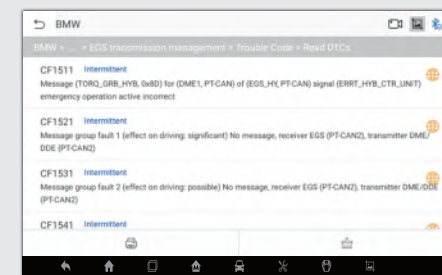 BMW
BMW > ... > EGS transmission management > Trouble Code > Read DTCs
CF1511 Intermittent
Message (TORQ_GRB_HYB, 0x8D) for (DME1, PT-CAN) of (EGS_HY, PT-CAN) signal (ERRT_HYB_CTR_UNIT)
emergency operation active incorrect
CF1521 Intermittent
Message group fault 1 (effect on driving: significant) No message, receiver EGS (PT-CAN2), transmitter DME/
DDE (PT-CAN2)
CF1531 Intermittent
Message group fault 2 (effect on driving: possible) No message, receiver EGS (PT-CAN2), transmitter DME/DDE
(PT-CAN2)
CF1541 Intermittent